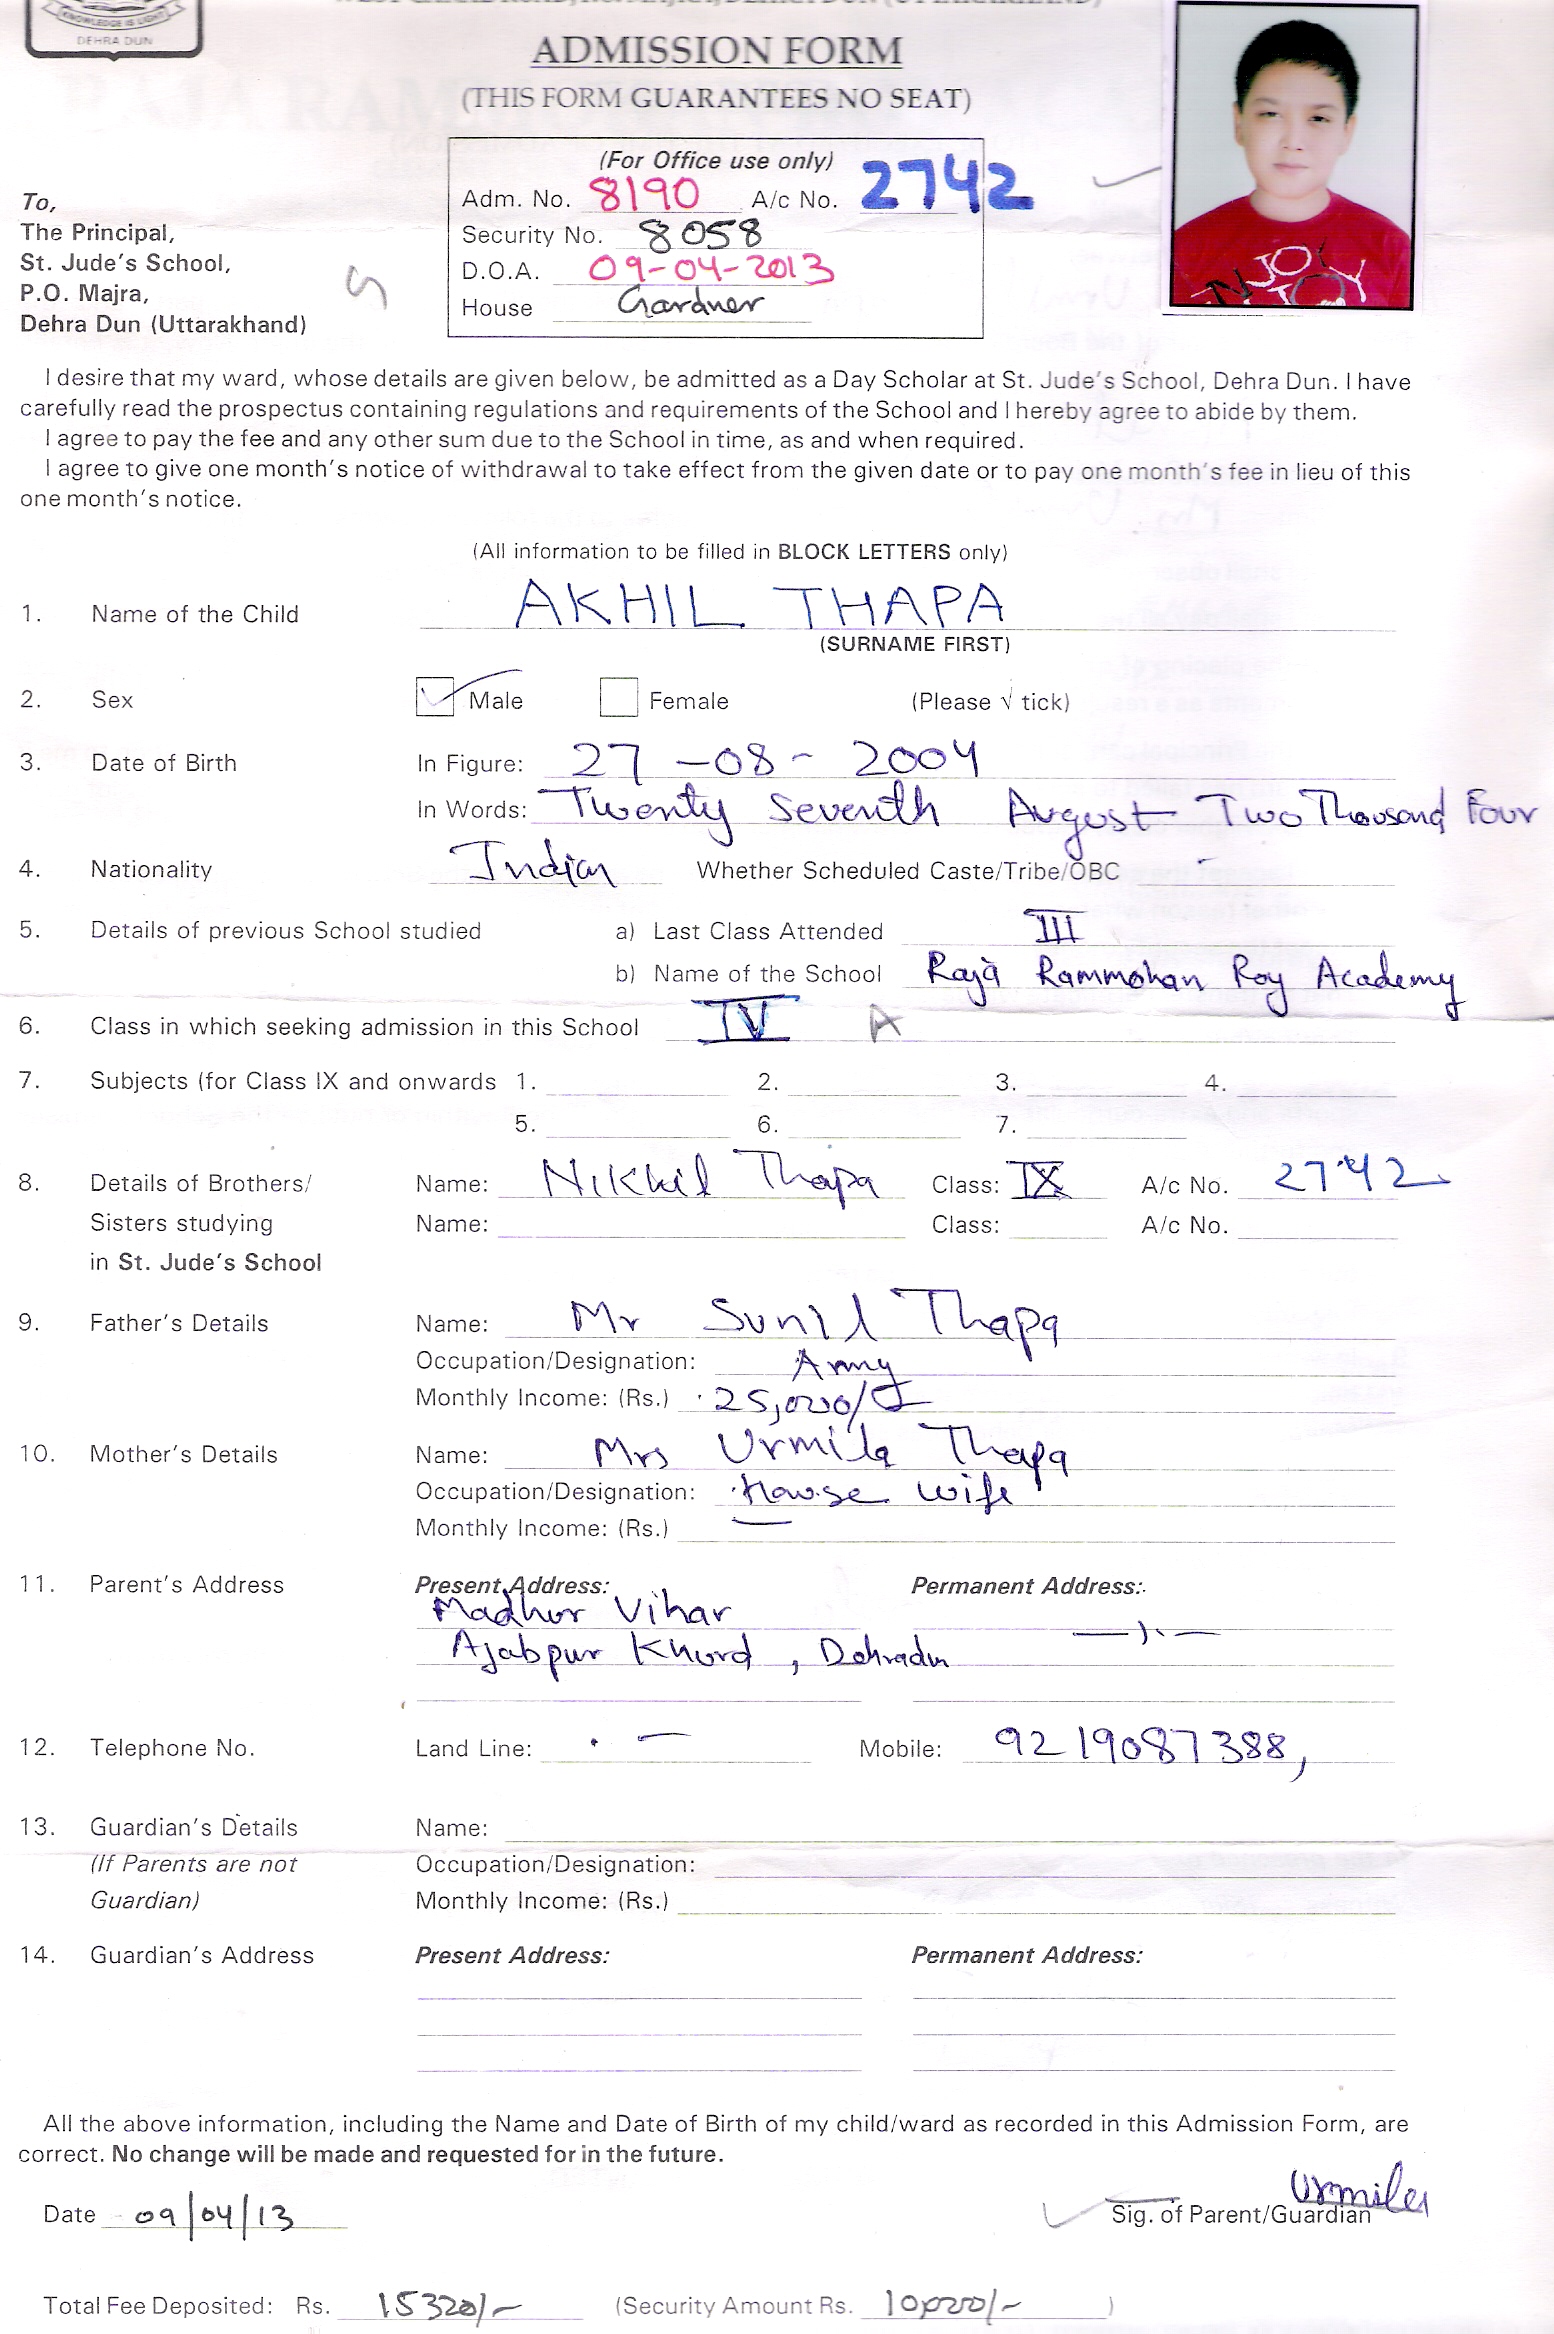 KNOWLEDGE IS LIGHT
DEHRA DUN
ADMISSION FORM
(THIS FORM GUARANTEES NO SEAT)
(For Office use only)
Adm. No. 8190 A/c No. 2742
Security No. 8058
D.O.A. 09-04-2013
House Gardner
To,
The Principal,
St. Jude's School,
P.O. Majra,
Dehra Dun (Uttarakhand)
NJOY
I desire that my ward, whose details are given below, be admitted as a Day Scholar at St. Jude's School, Dehra Dun. I have
carefully read the prospectus containing regulations and requirements of the School and I hereby agree to abide by them.
I agree to pay the fee and any other sum due to the School in time, as and when required.
I agree to give one month's notice of withdrawal to take effect from the given date or to pay one month's fee in lieu of this
one month's notice.
(All information to be filled in BLOCK LETTERS only)
1. Name of the Child AKHIL THAPA
(SURNAME FIRST)
2. Sex Male Female (Please √ tick)
3. Date of Birth In Figure: 27-08-2004
In Words: Twenty Seventh August Two Thousand Four
4. Nationality Indian Whether Scheduled Caste/Tribe/OBC -
5. Details of previous School studied a) Last Class Attended III
b) Name of the School Raja Rammohan Roy Academy
6. Class in which seeking admission in this School IV A
7. Subjects (for Class IX and onwards 1. 2. 3. 4.
5. 6. 7.
8. Details of Brothers/ Name: Nikhil Thapa Class: IX A/c No. 2742
Sisters studying Name: Class: A/c No.
in St. Jude's School
9. Father's Details Name: Mr Sunil Thapa
Occupation/Designation: Army
Monthly Income: (Rs.) 25,000/-
10. Mother's Details Name: Mrs Urmila Thapa
Occupation/Designation: House wife
Monthly Income: (Rs.) —
11. Parent's Address Present Address: Permanent Address:
Madhur Vihar
Ajabpur Khurd, Dehradun
12. Telephone No. Land Line: - Mobile: 9219087388,
13. Guardian's Details Name:
(If Parents are not Occupation/Designation:
Guardian) Monthly Income: (Rs.)
14. Guardian's Address Present Address: Permanent Address:
All the above information, including the Name and Date of Birth of my child/ward as recorded in this Admission Form, are
correct. No change will be made and requested for in the future.
Urmila
Date 09/04/13 Sig. of Parent/Guardian
Total Fee Deposited: Rs. 15320/- (Security Amount Rs. 10,000/- )